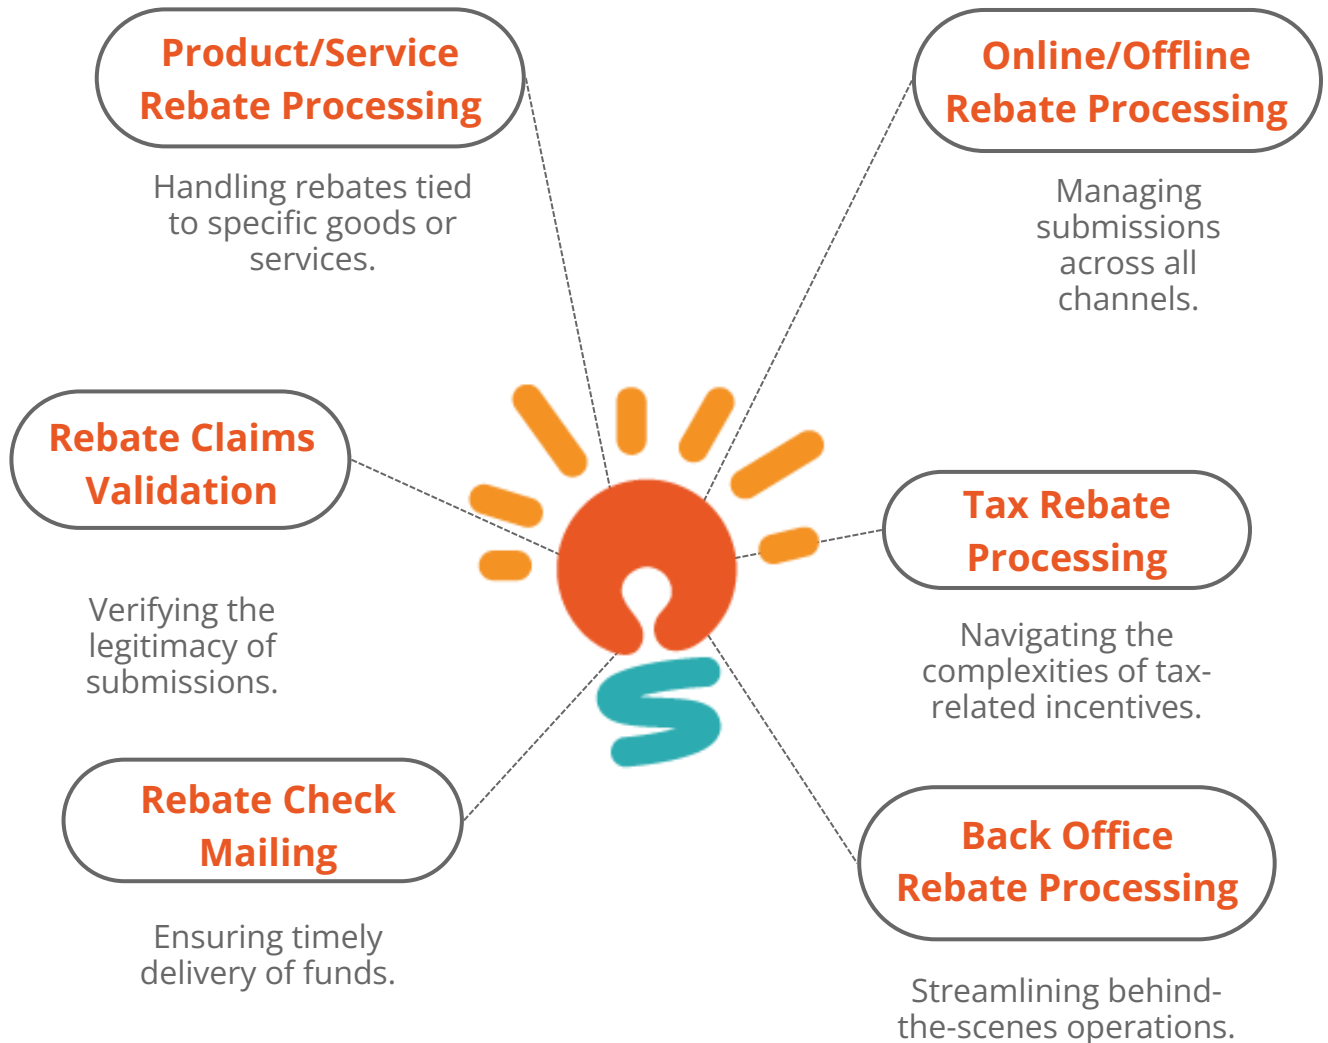 Product/Service
Rebate Processing
Handling rebates tied
to specific goods or
services.
Online/Offline
Rebate Processing
Managing
submissions
across all
channels.
Rebate Claims
Validation
Verifying the
legitimacy of
submissions.
Tax Rebate
Processing
Navigating the
complexities of tax-
related incentives.
Rebate Check
Mailing
Ensuring timely
delivery of funds.
Back Office
Rebate Processing
Streamlining behind-
the-scenes operations.